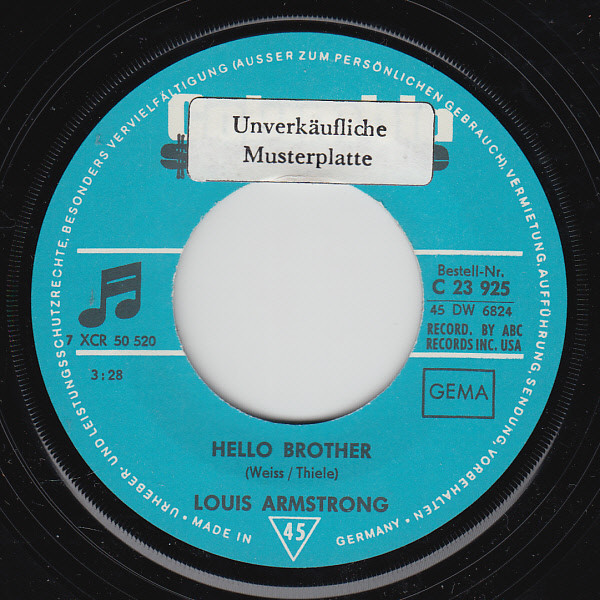 URHEBER- UND LEISTUNGSSCHUTZRECHTE, BESONDERS VERVIELFÄLTIGUNG (AUSSER ZUM PERSÖNLICHEN GEBRAUCH), VERMIETUNG, AUFFÜHRUNG, SENDUNG, VORBEHALTEN
Unverkäufliche
Musterplatte
Bestell-Nr.
C 23 925
45 DW 6824
RECORD. BY ABC
RECORDS INC. USA
7 XCR 50 520
3:28
GEMA
HELLO BROTHER
(Weiss / Thiele)
LOUIS ARMSTRONG
• MADE IN
45
GERMANY •